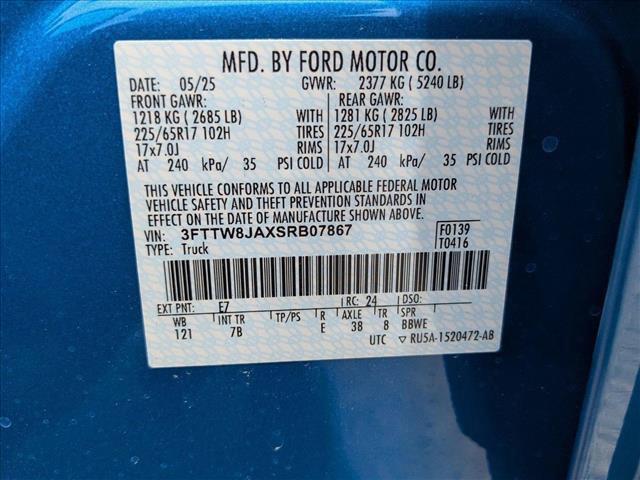 MFD. BY FORD MOTOR CO.
DATE: 05/25 GVWR: 2377 KG ( 5240 LB)
FRONT GAWR: REAR GAWR:
1218 KG ( 2685 LB) WITH 1281 KG ( 2825 LB) WITH
225/65R17 102H TIRES 225/65R17 102H TIRES
17x7.0J RIMS 17x7.0J RIMS
AT 240 kPa/ 35 PSI COLD AT 240 kPa/ 35 PSI COLD
THIS VEHICLE CONFORMS TO ALL APPLICABLE FEDERAL MOTOR
VEHICLE SAFETY AND THEFT PREVENTION STANDARDS IN
EFFECT ON THE DATE OF MANUFACTURE SHOWN ABOVE.
VIN: 3FTTW8JAXSRB07867 F0139
TYPE: Truck T0416
EXT PNT: E7 RC: 24 DSO:
WB INT TR TP/PS R AXLE TR SPR
121 7B E 38 8 BBWE
UTC ▽ RU5A-1520472-AB